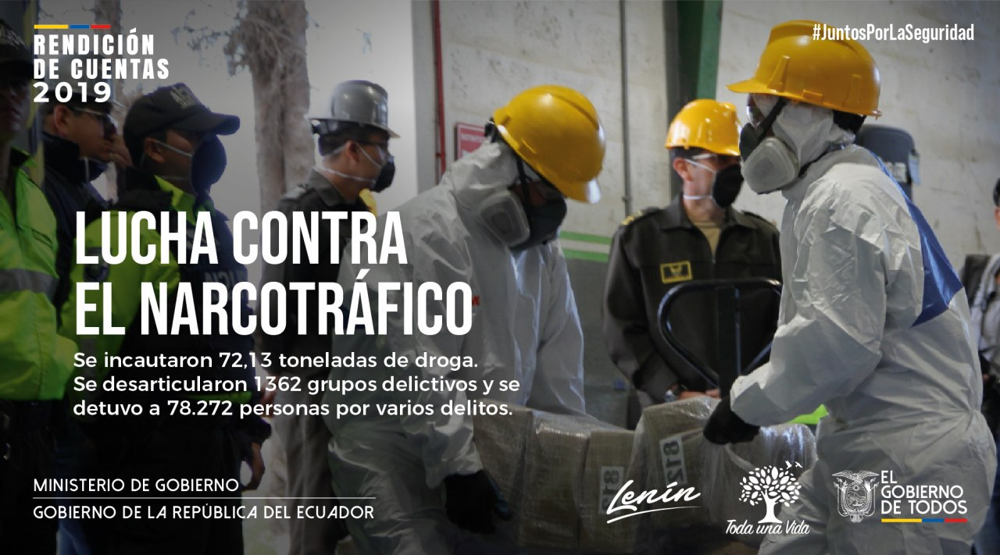 RENDICIÓN
DE CUENTAS
2019
#JuntosPorLaSeguridad
LUCHA CONTRA
EL NARCOTRÁFICO
Se incautaron 72,13 toneladas de droga.
Se desarticularon 1362 grupos delictivos y se
detuvo a 78.272 personas por varios delitos.
MINISTERIO DE GOBIERNO
GOBIERNO DE LA REPÚBLICA DEL ECUADOR
Lenín
Toda una Vida
EL
GOBIERNO
DE TODOS